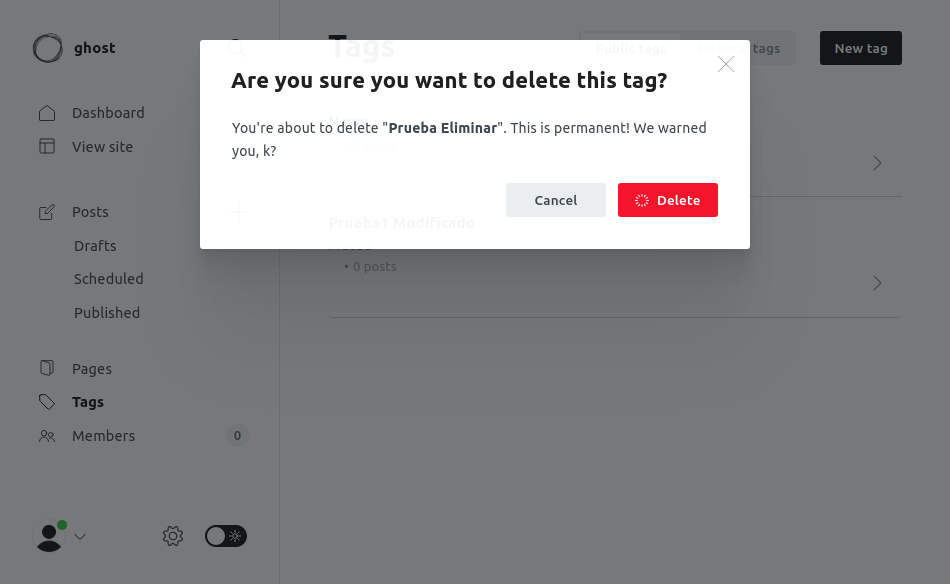 ghost
Tags
Public tags
Internal tags
New tag
Are you sure you want to delete this tag?
You're about to delete "Prueba Eliminar". This is permanent! We warned
you, k?
Cancel
Delete
Dashboard
View site
Posts
Drafts
Scheduled
Published
Pages
Tags
Members
0
Prueba1 Modificado
• 0 posts